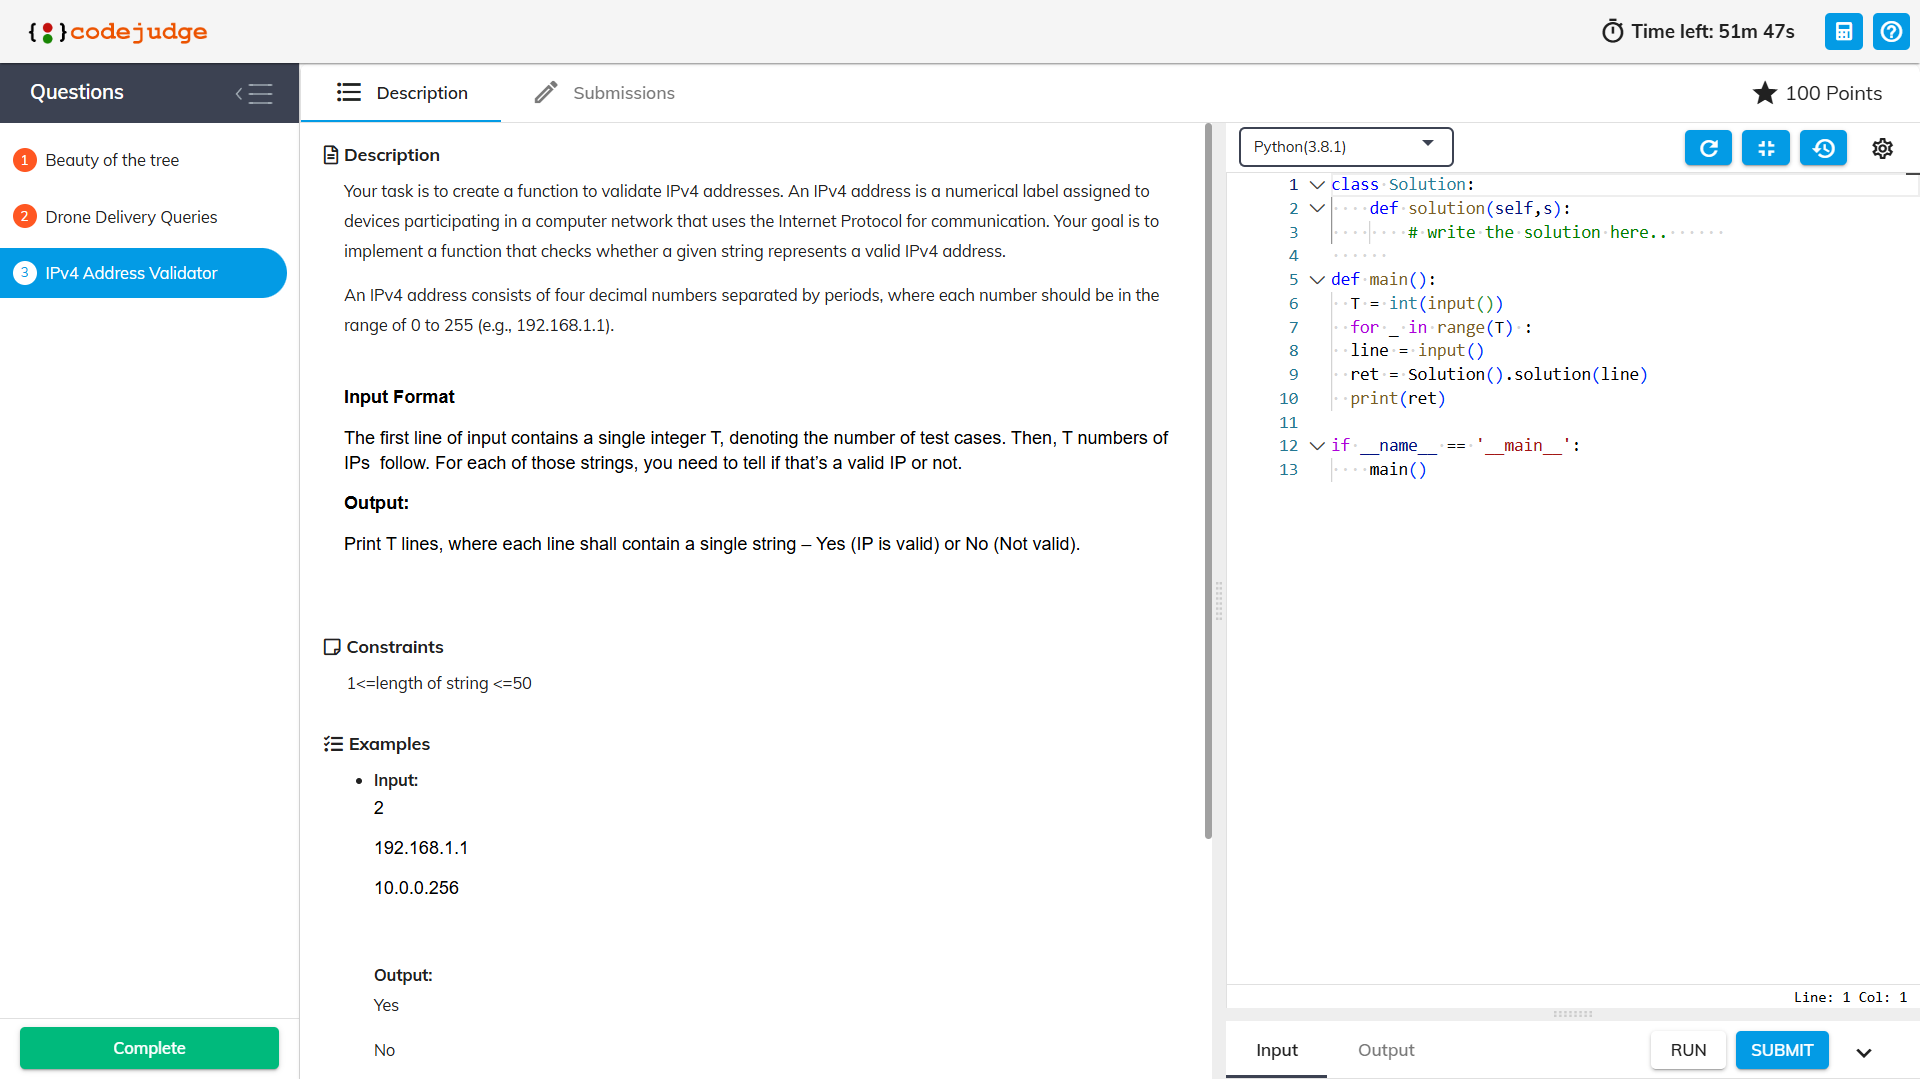 {:}codejudge
Time left: 51m 47s
Questions
Description
Submissions
100 Points
1 Beauty of the tree
2 Drone Delivery Queries
3 IPv4 Address Validator
Complete
Description
Your task is to create a function to validate IPv4 addresses. An IPv4 address is a numerical label assigned to
devices participating in a computer network that uses the Internet Protocol for communication. Your goal is to
implement a function that checks whether a given string represents a valid IPv4 address.
An IPv4 address consists of four decimal numbers separated by periods, where each number should be in the
range of 0 to 255 (e.g., 192.168.1.1).
Input Format
The first line of input contains a single integer T, denoting the number of test cases. Then, T numbers of
IPs  follow. For each of those strings, you need to tell if that’s a valid IP or not.
Output:
Print T lines, where each line shall contain a single string – Yes (IP is valid) or No (Not valid).
Constraints
1<=length of string <=50
Examples
• Input:
2
192.168.1.1
10.0.0.256
Output:
Yes
No
Python(3.8.1)
1 class Solution:
2     def solution(self,s):
3         # write the solution here..
4
5 def main():
6   T = int(input())
7   for _ in range(T) :
8   line = input()
9   ret = Solution().solution(line)
10   print(ret)
11
12 if __name__ == '__main__':
13     main()
Line: 1 Col: 1
Input
Output
RUN
SUBMIT